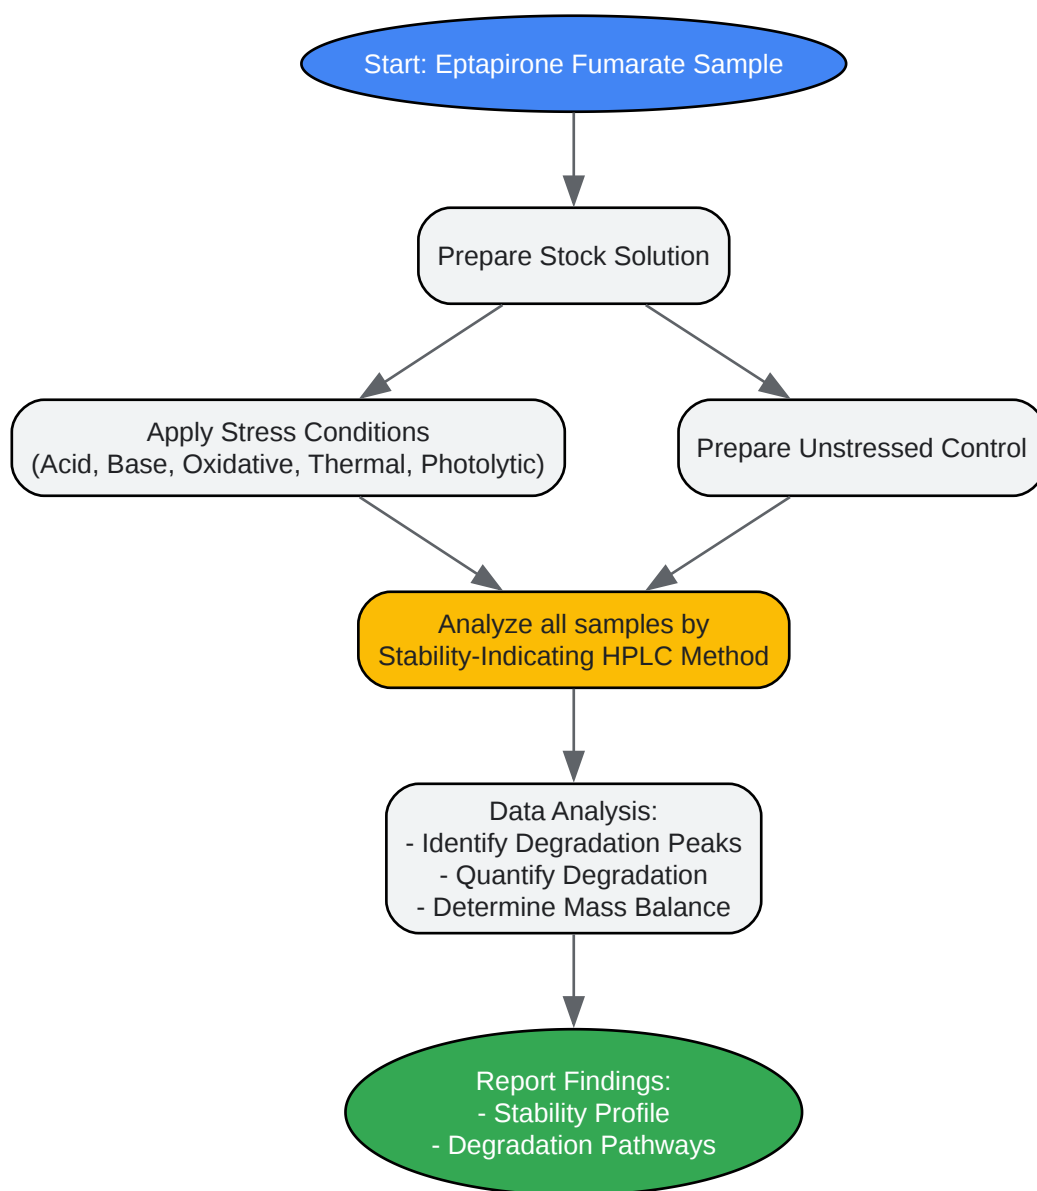 Start: Eptapirone Fumarate Sample
Prepare Stock Solution
Apply Stress Conditions
(Acid, Base, Oxidative, Thermal, Photolytic)
Prepare Unstressed Control
Analyze all samples by
Stability-Indicating HPLC Method
Data Analysis:
- Identify Degradation Peaks
- Quantify Degradation
- Determine Mass Balance
Report Findings:
- Stability Profile
- Degradation Pathways